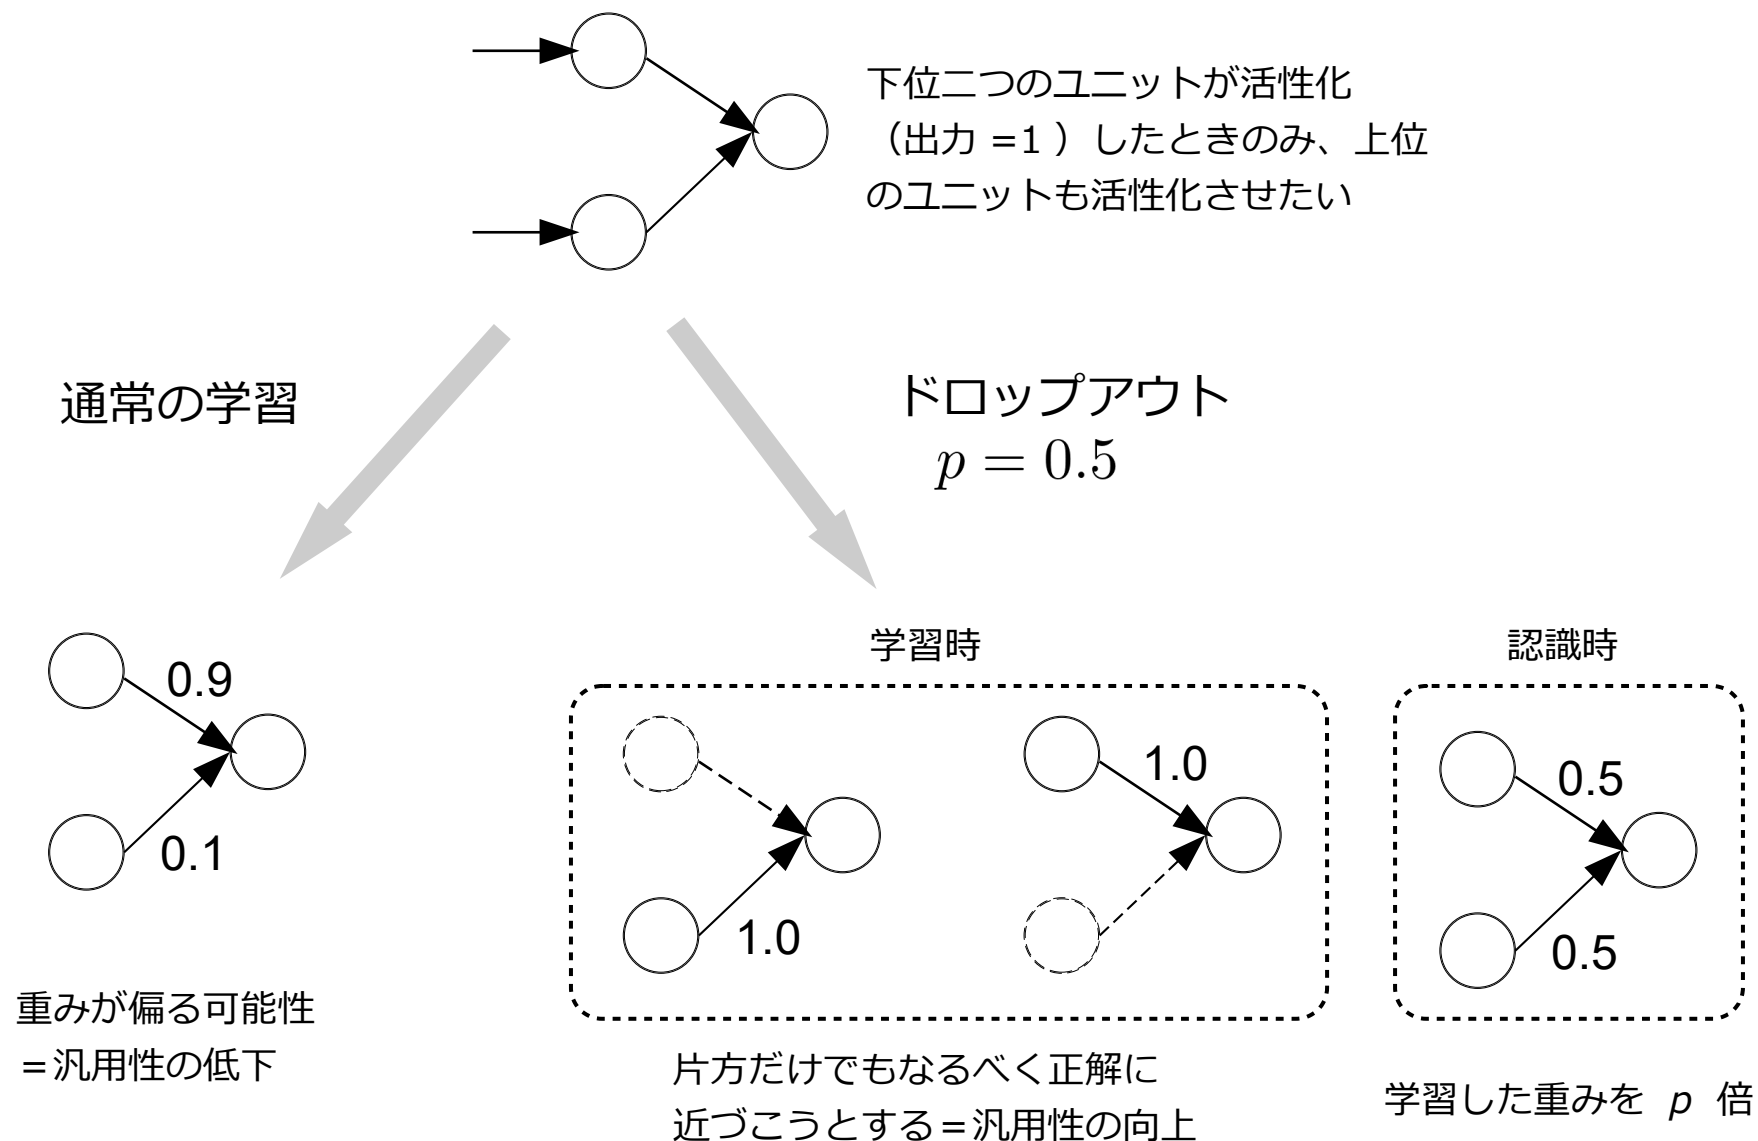 下位二つのユニットが活性化
（出力 =1 ）したときのみ、上位
のユニットも活性化させたい
通常の学習
ドロップアウト
p = 0.5
0.9
0.1
重みが偏る可能性
＝汎用性の低下
学習時
1.0
1.0
片方だけでもなるべく正解に
近づこうとする＝汎用性の向上
認識時
0.5
0.5
学習した重みを p 倍